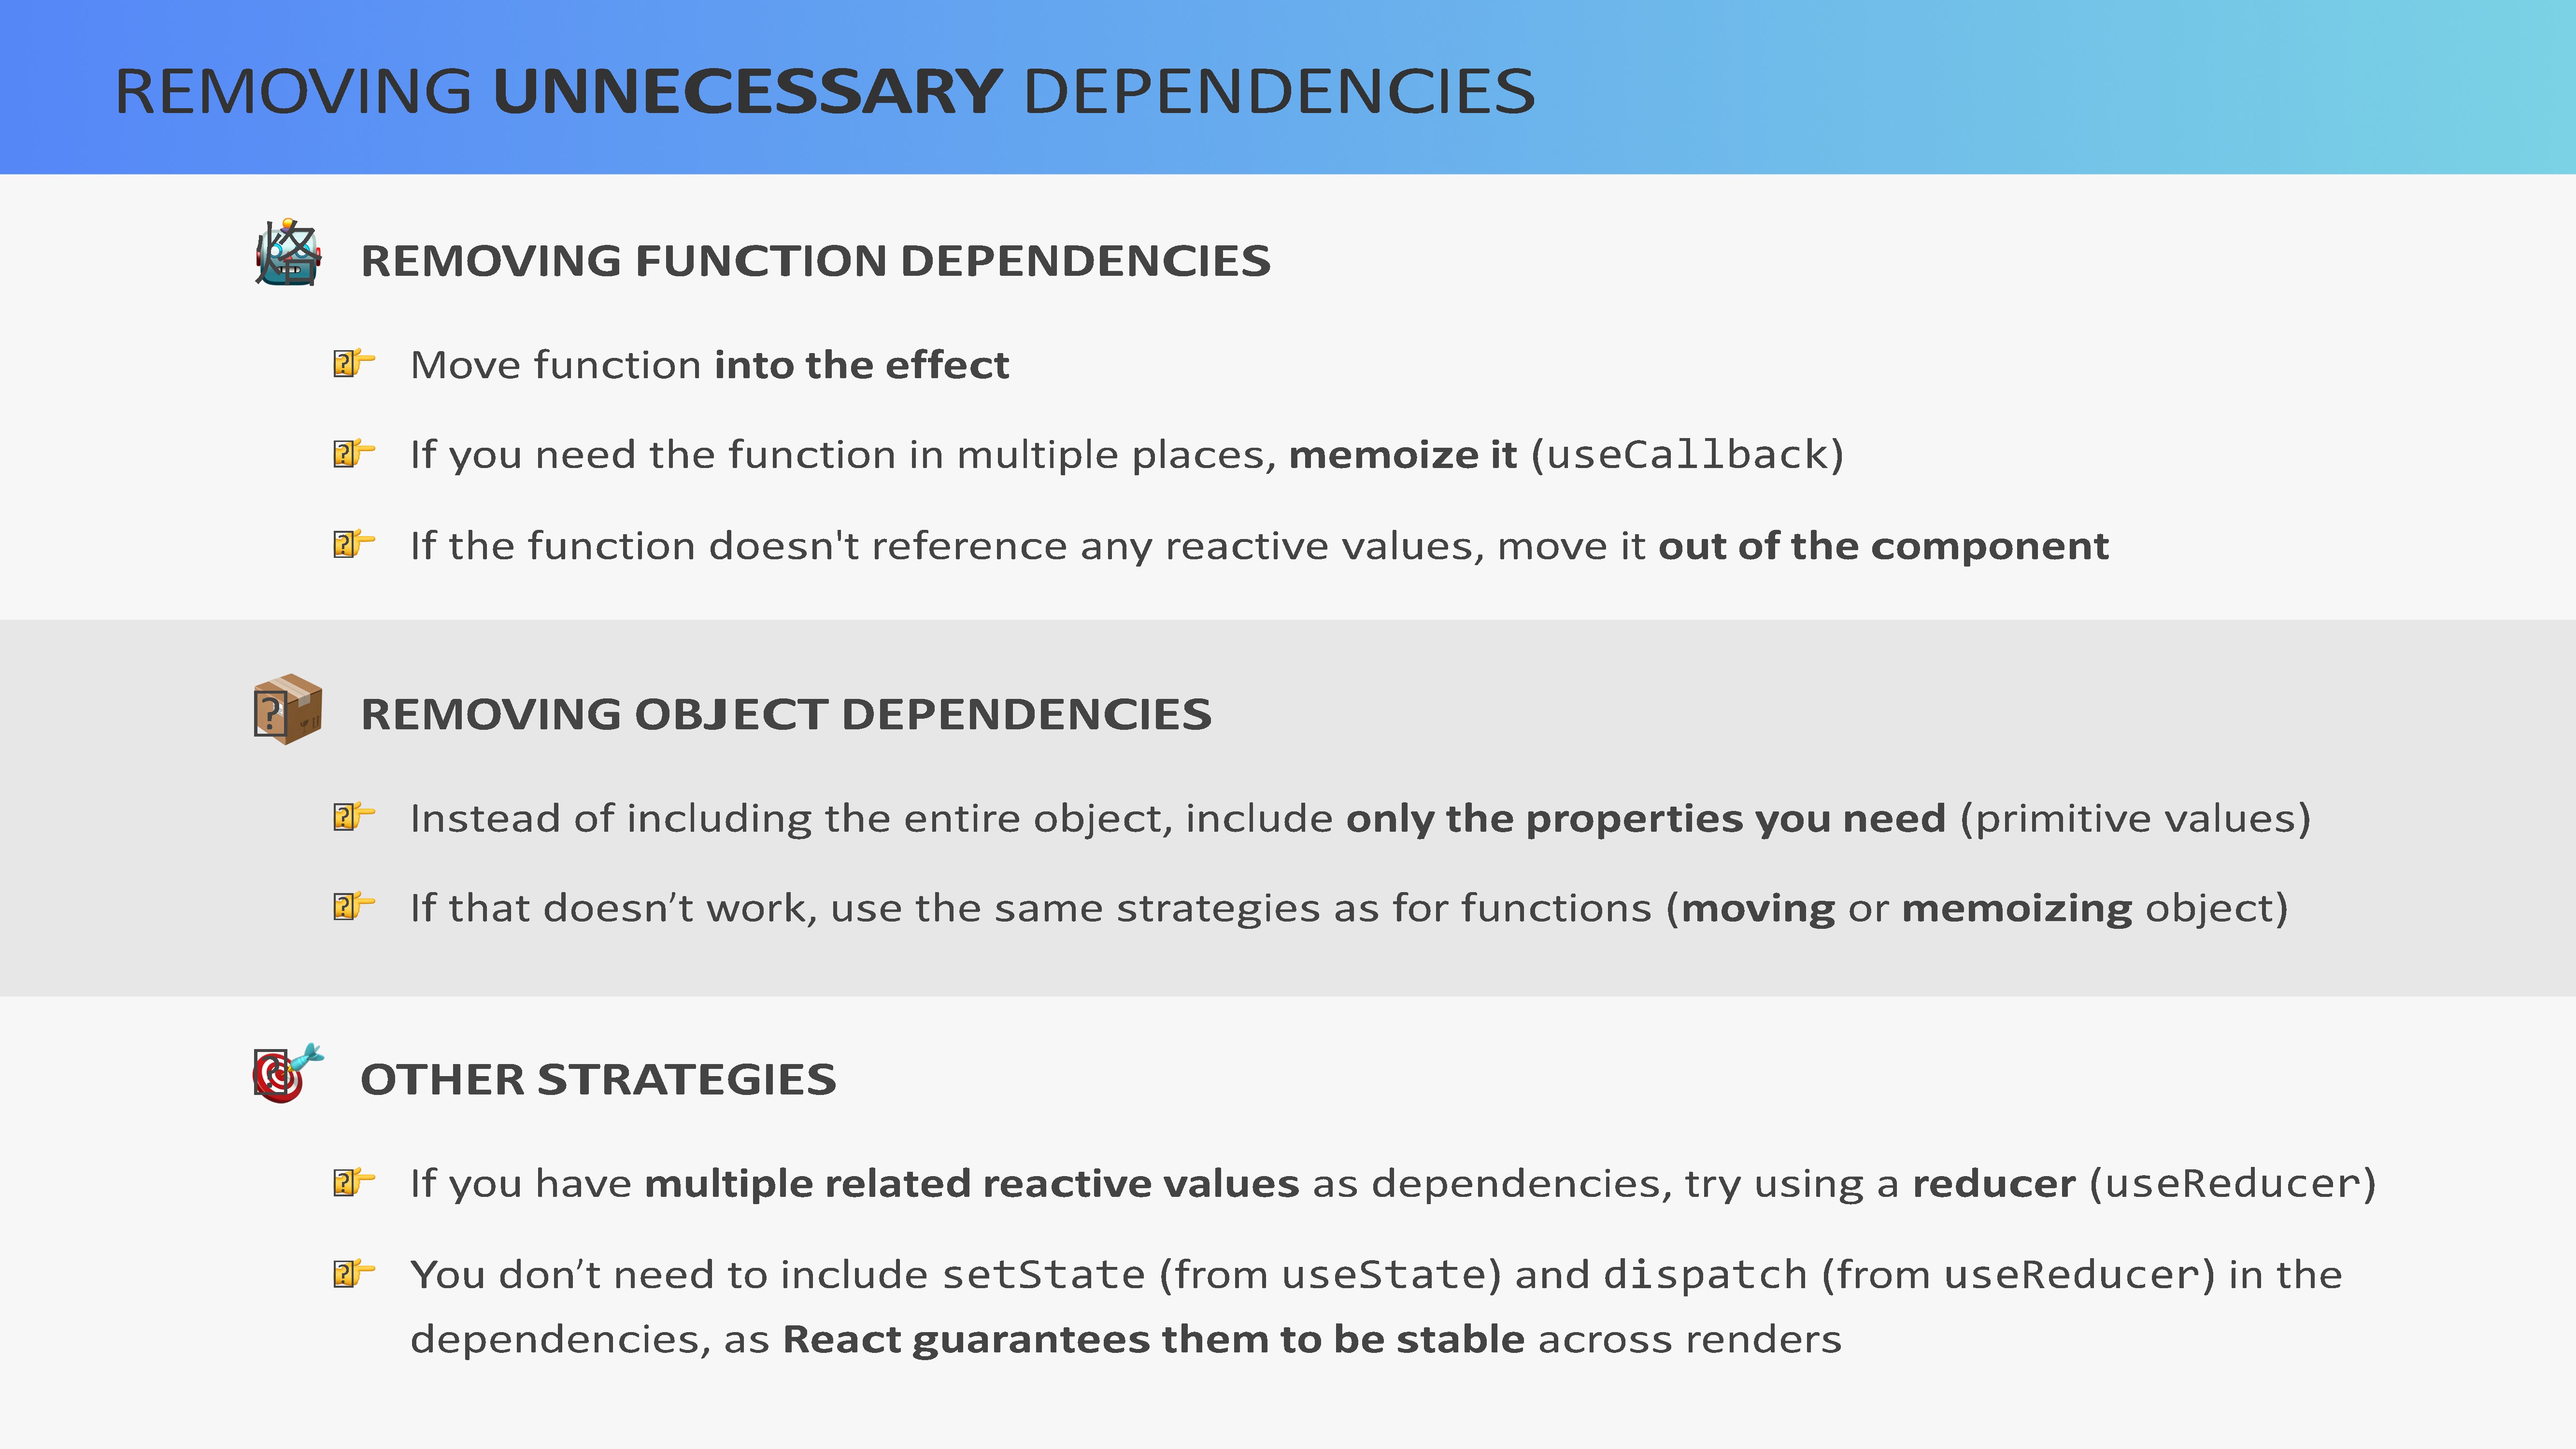 REMOVING UNNECESSARY DEPENDENCIES
烙 REMOVING FUNCTION DEPENDENCIES
👉 Move function into the effect
👉 If you need the function in multiple places, memoize it (useCallback)
👉 If the function doesn't reference any reactive values, move it out of the component
📦 REMOVING OBJECT DEPENDENCIES
👉 Instead of including the entire object, include only the properties you need (primitive values)
👉 If that doesn’t work, use the same strategies as for functions (moving or memoizing object)
🎯 OTHER STRATEGIES
👉 If you have multiple related reactive values as dependencies, try using a reducer (useReducer)
👉 You don’t need to include setState (from useState) and dispatch (from useReducer) in the
dependencies, as React guarantees them to be stable across renders